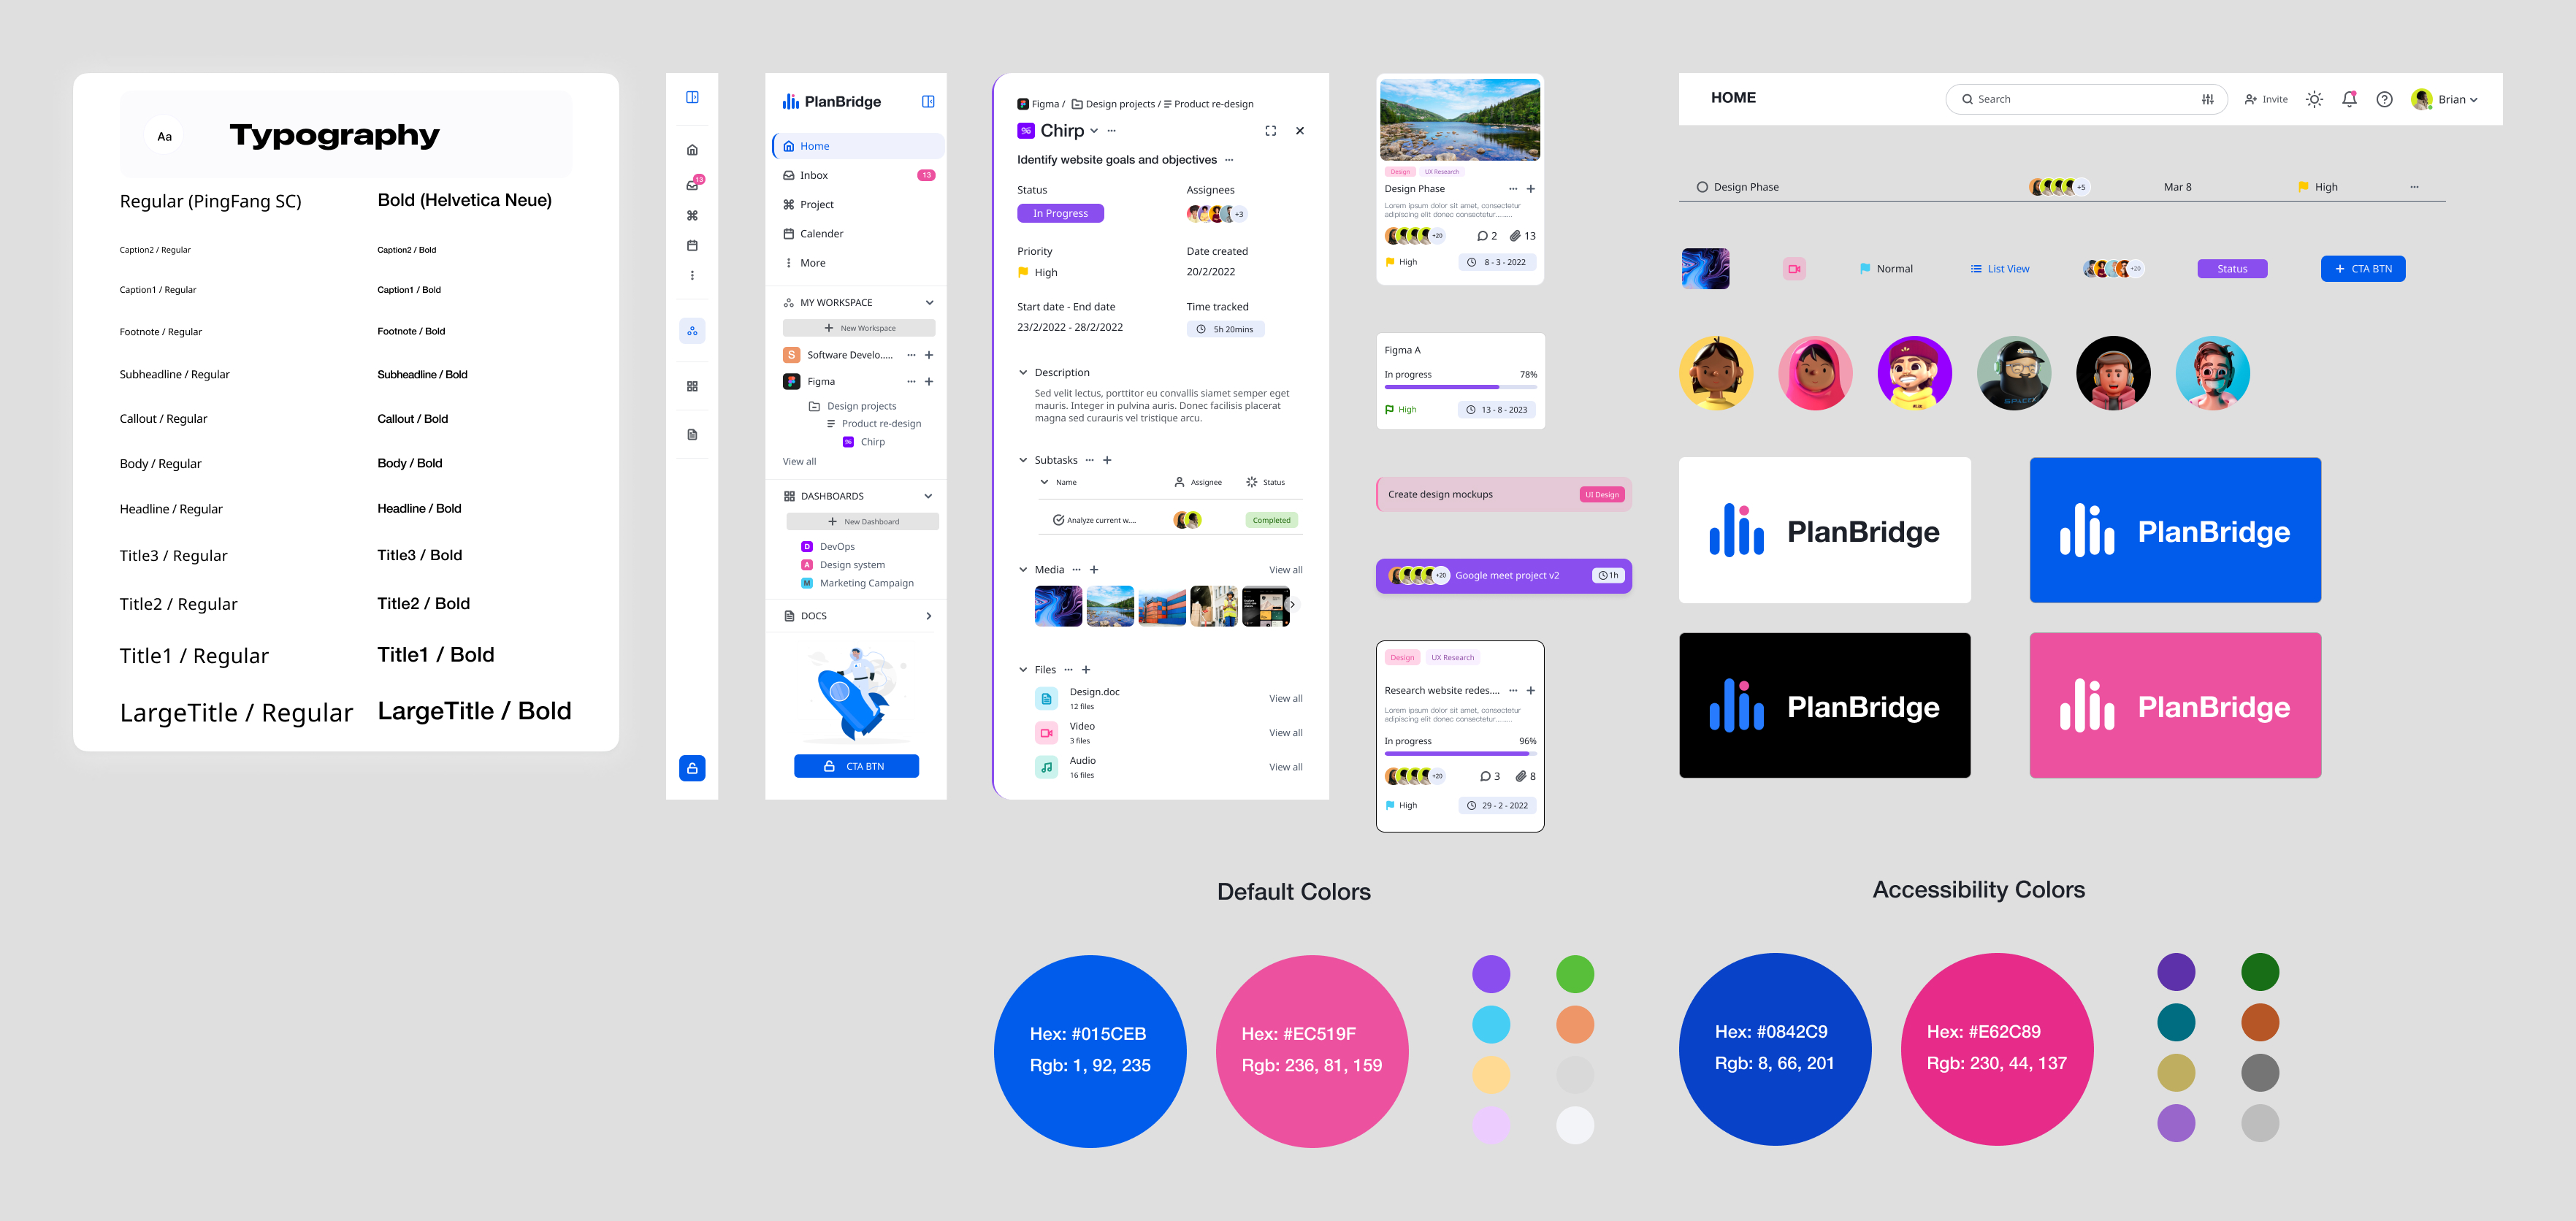 Aa
Typography
Regular (PingFang SC)
Bold (Helvetica Neue)
Caption2 / Regular
Caption2 / Bold
Caption1 / Regular
Caption1 / Bold
Footnote / Regular
Footnote / Bold
Subheadline / Regular
Subheadline / Bold
Callout / Regular
Callout / Bold
Body / Regular
Body / Bold
Headline / Regular
Headline / Bold
Title3 / Regular
Title3 / Bold
Title2 / Regular
Title2 / Bold
Title1 / Regular
Title1 / Bold
LargeTitle / Regular
LargeTitle / Bold
13
PlanBridge
Home
Inbox
13
Project
Calender
More
MY WORKSPACE
New Workspace
S
Software Develo.....
Figma
Design projects
Product re-design
Chirp
View all
DASHBOARDS
New Dashboard
D DevOps
A Design system
M Marketing Campaign
DOCS
CTA BTN
Figma / Design projects / Product re-design
Chirp
Identify website goals and objectives
Status
Assignees
In Progress
+3
Priority
Date created
High
20/2/2022
Start date - End date
Time tracked
23/2/2022 - 28/2/2022
5h 20mins
Description
Sed velit lectus, porttitor eu convallis siamet semper eget
mauris. Integer in pulvina auris. Donec facilisis placerat
magna sed curauris vel tristique arcu.
Subtasks
Name
Assignee
Status
Analyze current w....
Completed
Media
View all
Files
Design.doc
12 files
View all
Video
3 files
View all
Audio
16 files
View all
Design
UX Research
Design Phase
Lorem ipsum dolor sit amet, consectetur
adipiscing elit donec consectetur.........
+20
2
13
High
8 - 3 - 2022
Figma A
In progress
78%
High
13 - 8 - 2023
Create design mockups
UI Design
+20
Google meet project v2
1h
Design
UX Research
Research website redes....
Lorem ipsum dolor sit amet, consectetur
adipiscing elit donec consectetur.........
In progress
96%
+20
3
8
High
29 - 2 - 2022
HOME
Search
Invite
Brian
Design Phase
+5
Mar 8
High
Normal
List View
+20
Status
CTA BTN
SPACEX
PlanBridge
PlanBridge
PlanBridge
PlanBridge
Default Colors
Hex: #015CEB
Rgb: 1, 92, 235
Hex: #EC519F
Rgb: 236, 81, 159
Accessibility Colors
Hex: #0842C9
Rgb: 8, 66, 201
Hex: #E62C89
Rgb: 230, 44, 137